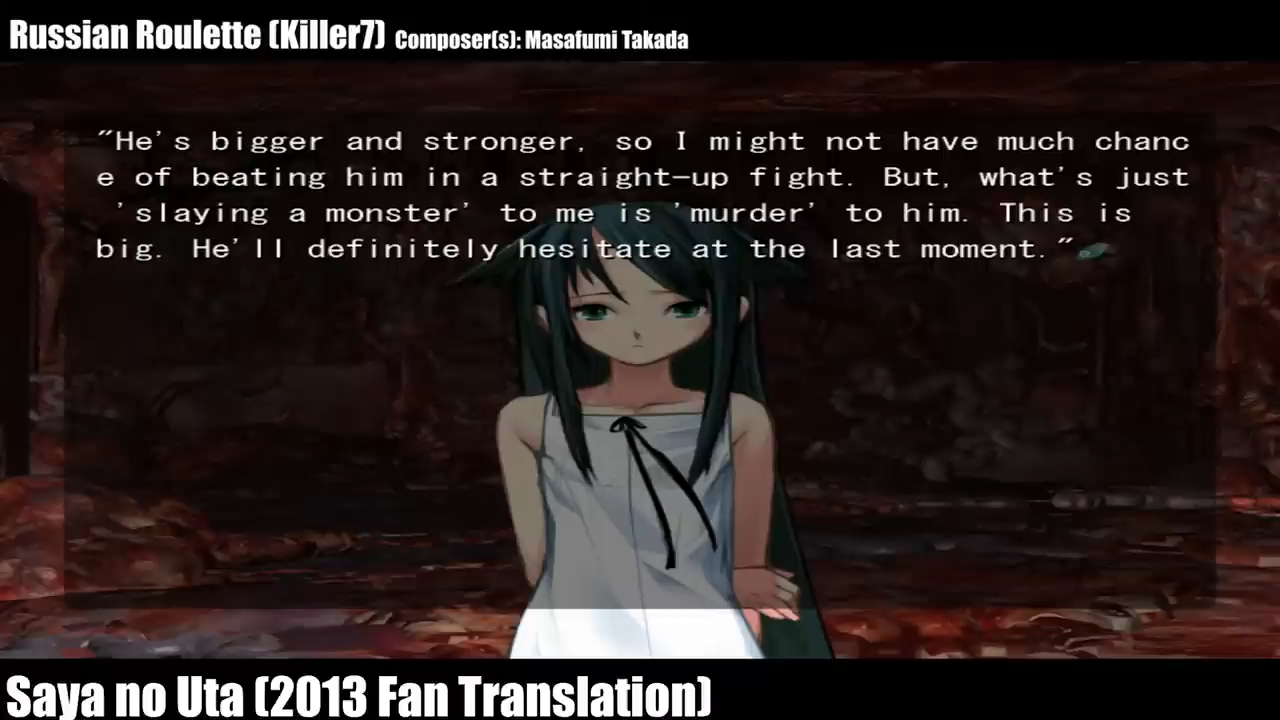 Russian Roulette (Killer7) Composer(s): Masafumi Takada
"He's bigger and stronger, so I might not have much chanc
e of beating him in a straight-up fight. But, what's just
'slaying a monster' to me is 'murder' to him. This is
big. He'll definitely hesitate at the last moment."
Saya no Uta (2013 Fan Translation)